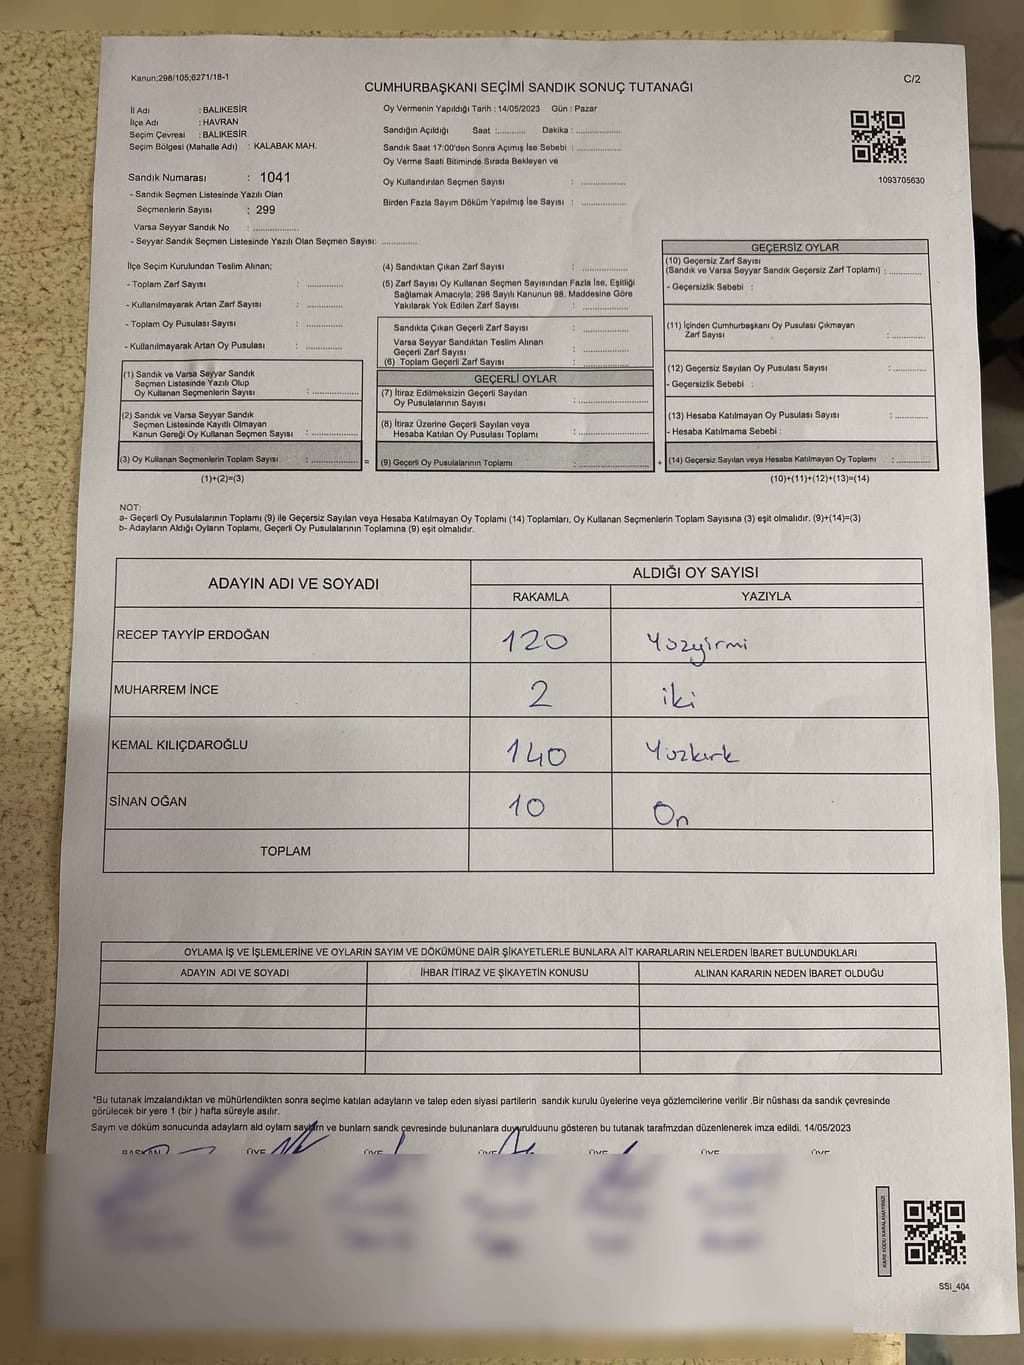 Kanun;298/105;6271/18-1
C/2
CUMHURBAŞKANI SEÇİMİ SANDIK SONUÇ TUTANAĞI
İl Adı : BALIKESİR
İlçe Adı : HAVRAN
Seçim Çevresi : BALIKESİR
Seçim Bölgesi (Mahalle Adı) : KALABAK MAH.
Sandık Numarası : 1041
- Sandık Seçmen Listesinde Yazılı Olan
Seçmenlerin Sayısı : 299
Varsa Seyyar Sandık No : ..............
- Seyyar Sandık Seçmen Listesinde Yazılı Olan Seçmen Sayısı: ............
Oy Vermenin Yapıldığı Tarih : 14/05/2023 Gün : Pazar
Sandığın Açıldığı Saat :.......... Dakika : ..............
Sandık Saat 17:00'den Sonra Açımış İse Sebebi : ..............
Oy Verme Saati Bitiminde Sırada Bekleyen ve
Oy Kullandırılan Seçmen Sayısı : ..............
Birden Fazla Sayım Döküm Yapılmış İse Sayısı : ..............
1093705630
İlçe Seçim Kurulundan Teslim Alınan;
- Toplam Zarf Sayısı : ............
- Kullanılmayarak Artan Zarf Sayısı : ............
- Toplam Oy Pusulası Sayısı : ............
- Kullanılmayarak Artan Oy Pusulası : ............
(1) Sandık ve Varsa Seyyar Sandık
Seçmen Listesinde Yazılı Olup
Oy Kullanan Seçmenlerin Sayısı : ..............
(2) Sandık ve Varsa Seyyar Sandık
Seçmen Listesinde Kayıtlı Olmayan
Kanun Gereği Oy Kullanan Seçmen Sayısı : ..............
(3) Oy Kullanan Seçmenlerin Toplam Sayısı : ..............
(1)+(2)=(3)
=
(4) Sandıktan Çıkan Zarf Sayısı : ..............
(5) Zarf Sayısı Oy Kullanan Seçmen Sayısından Fazla İse, Eşitliği
Sağlamak Amacıyla; 298 Sayılı Kanunun 98. Maddesine Göre
Yakılarak Yok Edilen Zarf Sayısı : ..............
Sandıkta Çıkan Geçerli Zarf Sayısı : ..............
Varsa Seyyar Sandıktan Teslim Alınan
Geçerli Zarf Sayısı : ..............
(6) Toplam Geçerli Zarf Sayısı : ..............
GEÇERLİ OYLAR
(7) İtiraz Edilmeksizin Geçerli Sayılan
Oy Pusulalarının Sayısı : ..............
(8) İtiraz Üzerine Geçerli Sayılan veya
Hesaba Katılan Oy Pusulası Toplamı : ..............
(9) Geçerli Oy Pusulalarının Toplamı : ..............
+
GEÇERSİZ OYLAR
(10) Geçersiz Zarf Sayısı
(Sandık ve Varsa Seyyar Sandık Geçersiz Zarf Toplamı) : ..........
- Geçersizlik Sebebi :
(11) İçinden Cumhurbaşkanı Oy Pusulası Çıkmayan
Zarf Sayısı : ..........
(12) Geçersiz Sayılan Oy Pusulası Sayısı : ..........
- Geçersizlik Sebebi :
(13) Hesaba Katılmayan Oy Pusulası Sayısı : ..........
- Hesaba Katılmama Sebebi :
(14) Geçersiz Sayılan veya Hesaba Katılmayan Oy Toplamı : ..........
(10)+(11)+(12)+(13)=(14)
NOT:
a- Geçerli Oy Pusulalarının Toplamı (9) ile Geçersiz Sayılan veya Hesaba Katılmayan Oy Toplamı (14) Toplamları, Oy Kullanan Seçmenlerin Toplam Sayısına (3) eşit olmalıdır. (9)+(14)=(3)
b- Adayların Aldığı Oyların Toplamı, Geçerli Oy Pusulalarının Toplamına (9) eşit olmalıdır.
ADAYIN ADI VE SOYADI
ALDIĞI OY SAYISI
RAKAMLA YAZIYLA
RECEP TAYYİP ERDOĞAN 120 Yüzyirmi
MUHARREM İNCE 2 iki
KEMAL KILIÇDAROĞLU 140 Yüzkırk
SİNAN OĞAN 10 On
TOPLAM
OYLAMA İŞ VE İŞLEMLERİNE VE OYLARIN SAYIM VE DÖKÜMÜNE DAİR ŞİKAYETLERLE BUNLARA AİT KARARLARIN NELERDEN İBARET BULUNDUKLARI
ADAYIN ADI VE SOYADI İHBAR İTİRAZ VE ŞİKAYETİN KONUSU ALINAN KARARIN NEDEN İBARET OLDUĞU
*Bu tutanak imzalandıktan ve mühürlendikten sonra seçime katılan adayların ve talep eden siyasi partilerin sandık kurulu üyelerine veya gözlemcilerine verilir .Bir nüshası da sandık çevresinde
görülecek bir yere 1 (bir ) hafta süreyle asılır.
Saym ve döküm sonucunda adaylarn ald oylarn saylarn ve bunlarn sandk çevresinde bulunanlara duyurulduunu gösteren bu tutanak tarafmzdan düzenlenerek imza edildi. 14/05/2023
BAŞKAN ÜYE ÜYE ÜYE ÜYE ÜYE ÜYE
KARE KODU KARALAMAYINIZ!
SSI_404